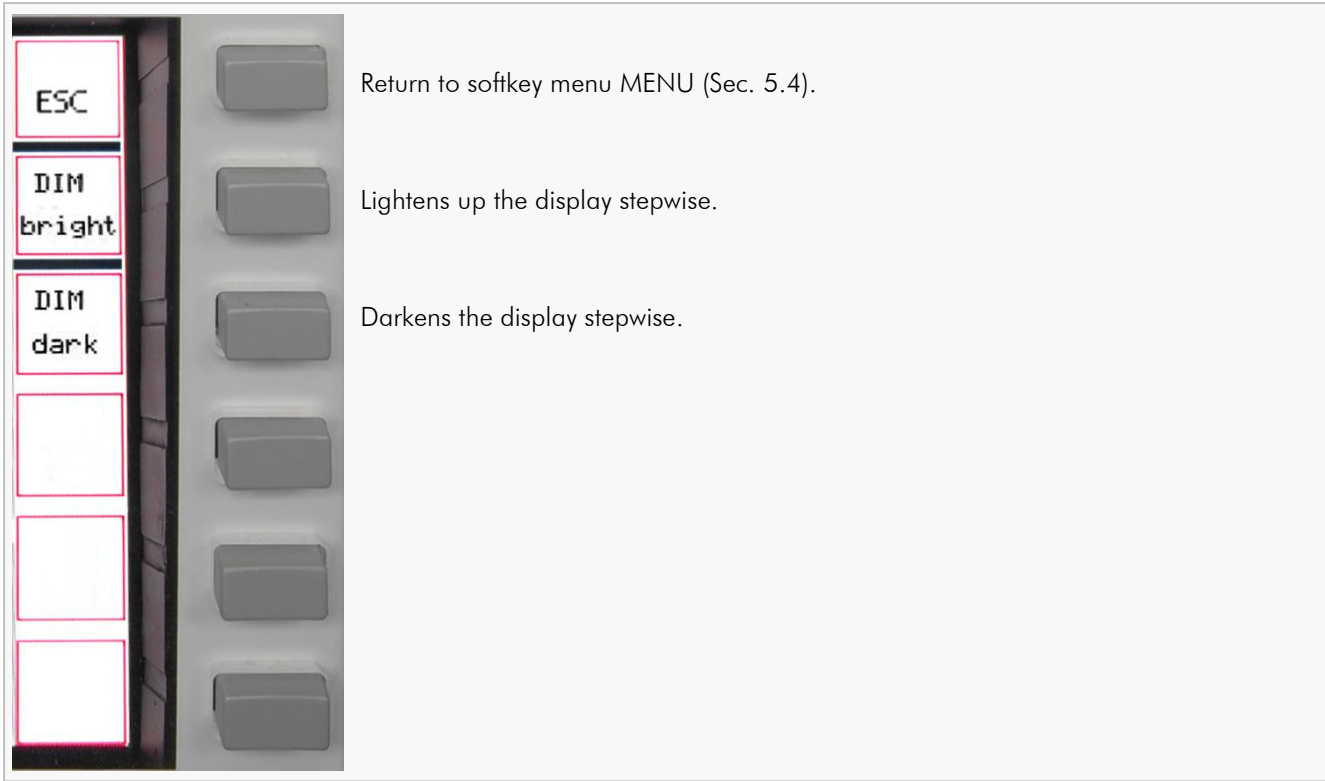 ESC
Return to softkey menu MENU (Sec. 5.4).
DIM
bright
Lightens up the display stepwise.
DIM
dark
Darkens the display stepwise.